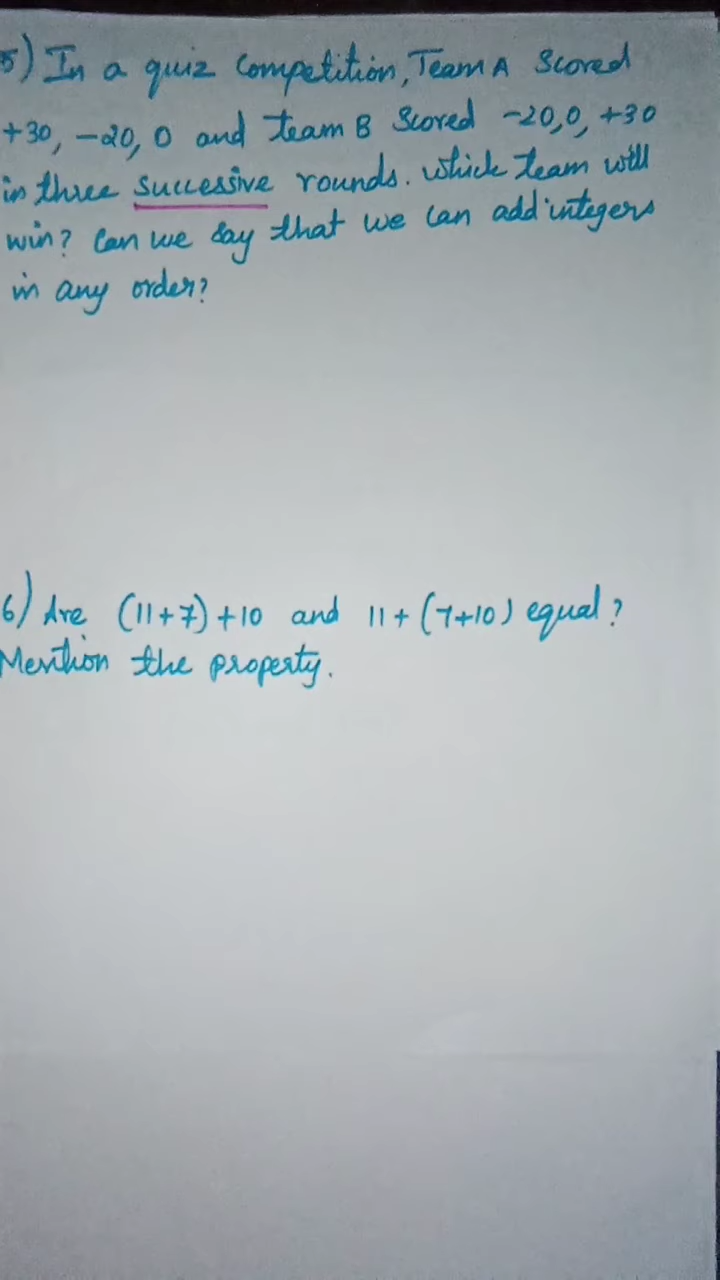 5) In a quiz Competition, Team A Scored
+30, -20, 0 and team B Scored -20, 0, +30
in three successive rounds. which team will
win? Can we say that we can add integers
in any order?
6) Are (11+7)+10 and 11+(7+10) equal?
Mention the property.